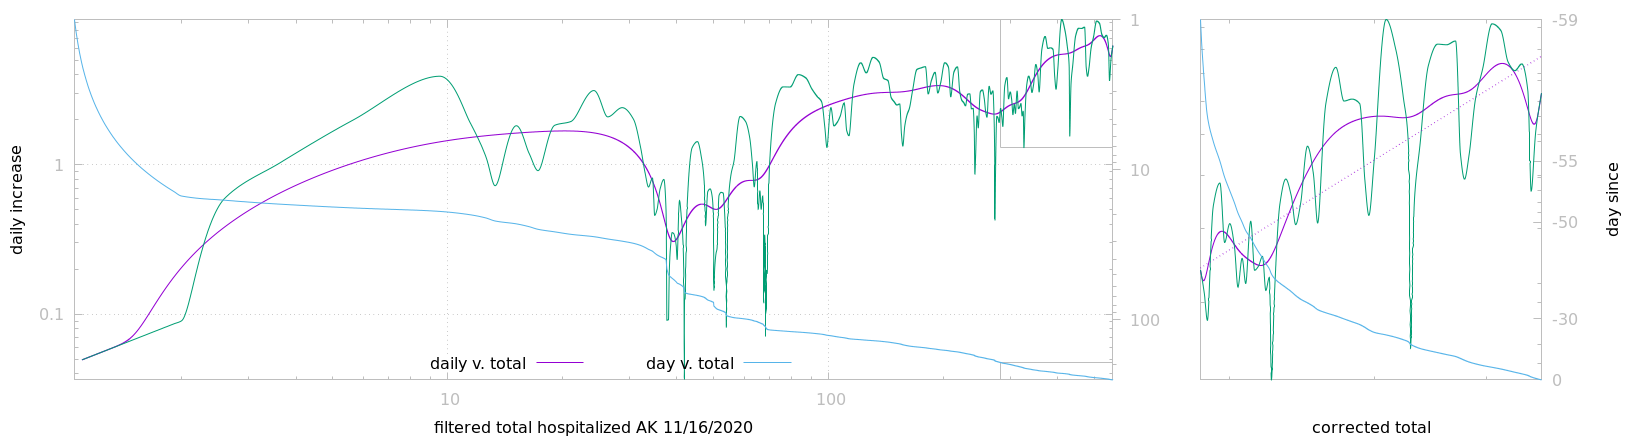 1
-59
daily increase
1
10
-55
-50
day since
0.1
100
-30
daily v. total
day v. total
0
10
100
filtered total hospitalized AK 11/16/2020
corrected total